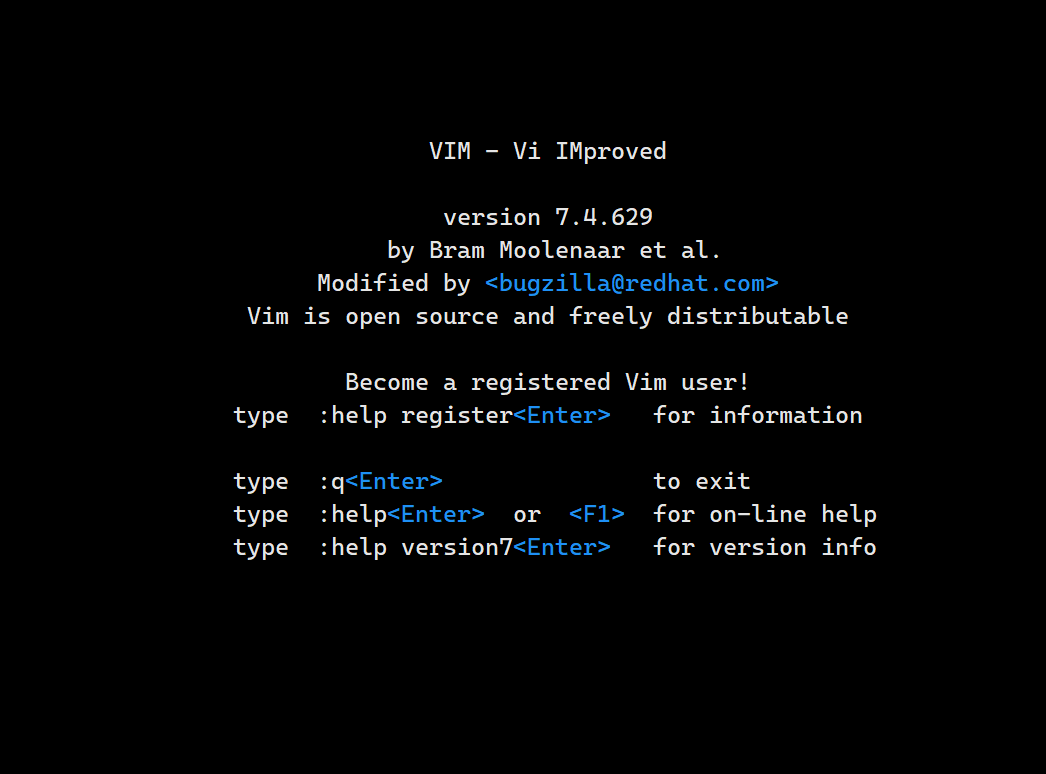 VIM - Vi IMproved
version 7.4.629
by Bram Moolenaar et al.
Modified by <bugzilla@redhat.com>
Vim is open source and freely distributable
Become a registered Vim user!
type  :help register<Enter>   for information
type  :q<Enter>               to exit
type  :help<Enter>  or  <F1>  for on-line help
type  :help version7<Enter>   for version info